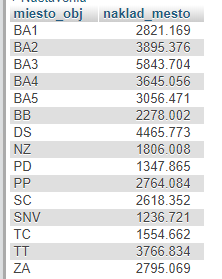 Nastavenia
miesto_obj naklad_mesto
BA1 2821.169
BA2 3895.376
BA3 5843.704
BA4 3645.056
BA5 3056.471
BB 2278.002
DS 4465.773
NZ 1806.008
PD 1347.865
PP 2764.084
SC 2618.352
SNV 1236.721
TC 1554.662
TT 3766.834
ZA 2795.069